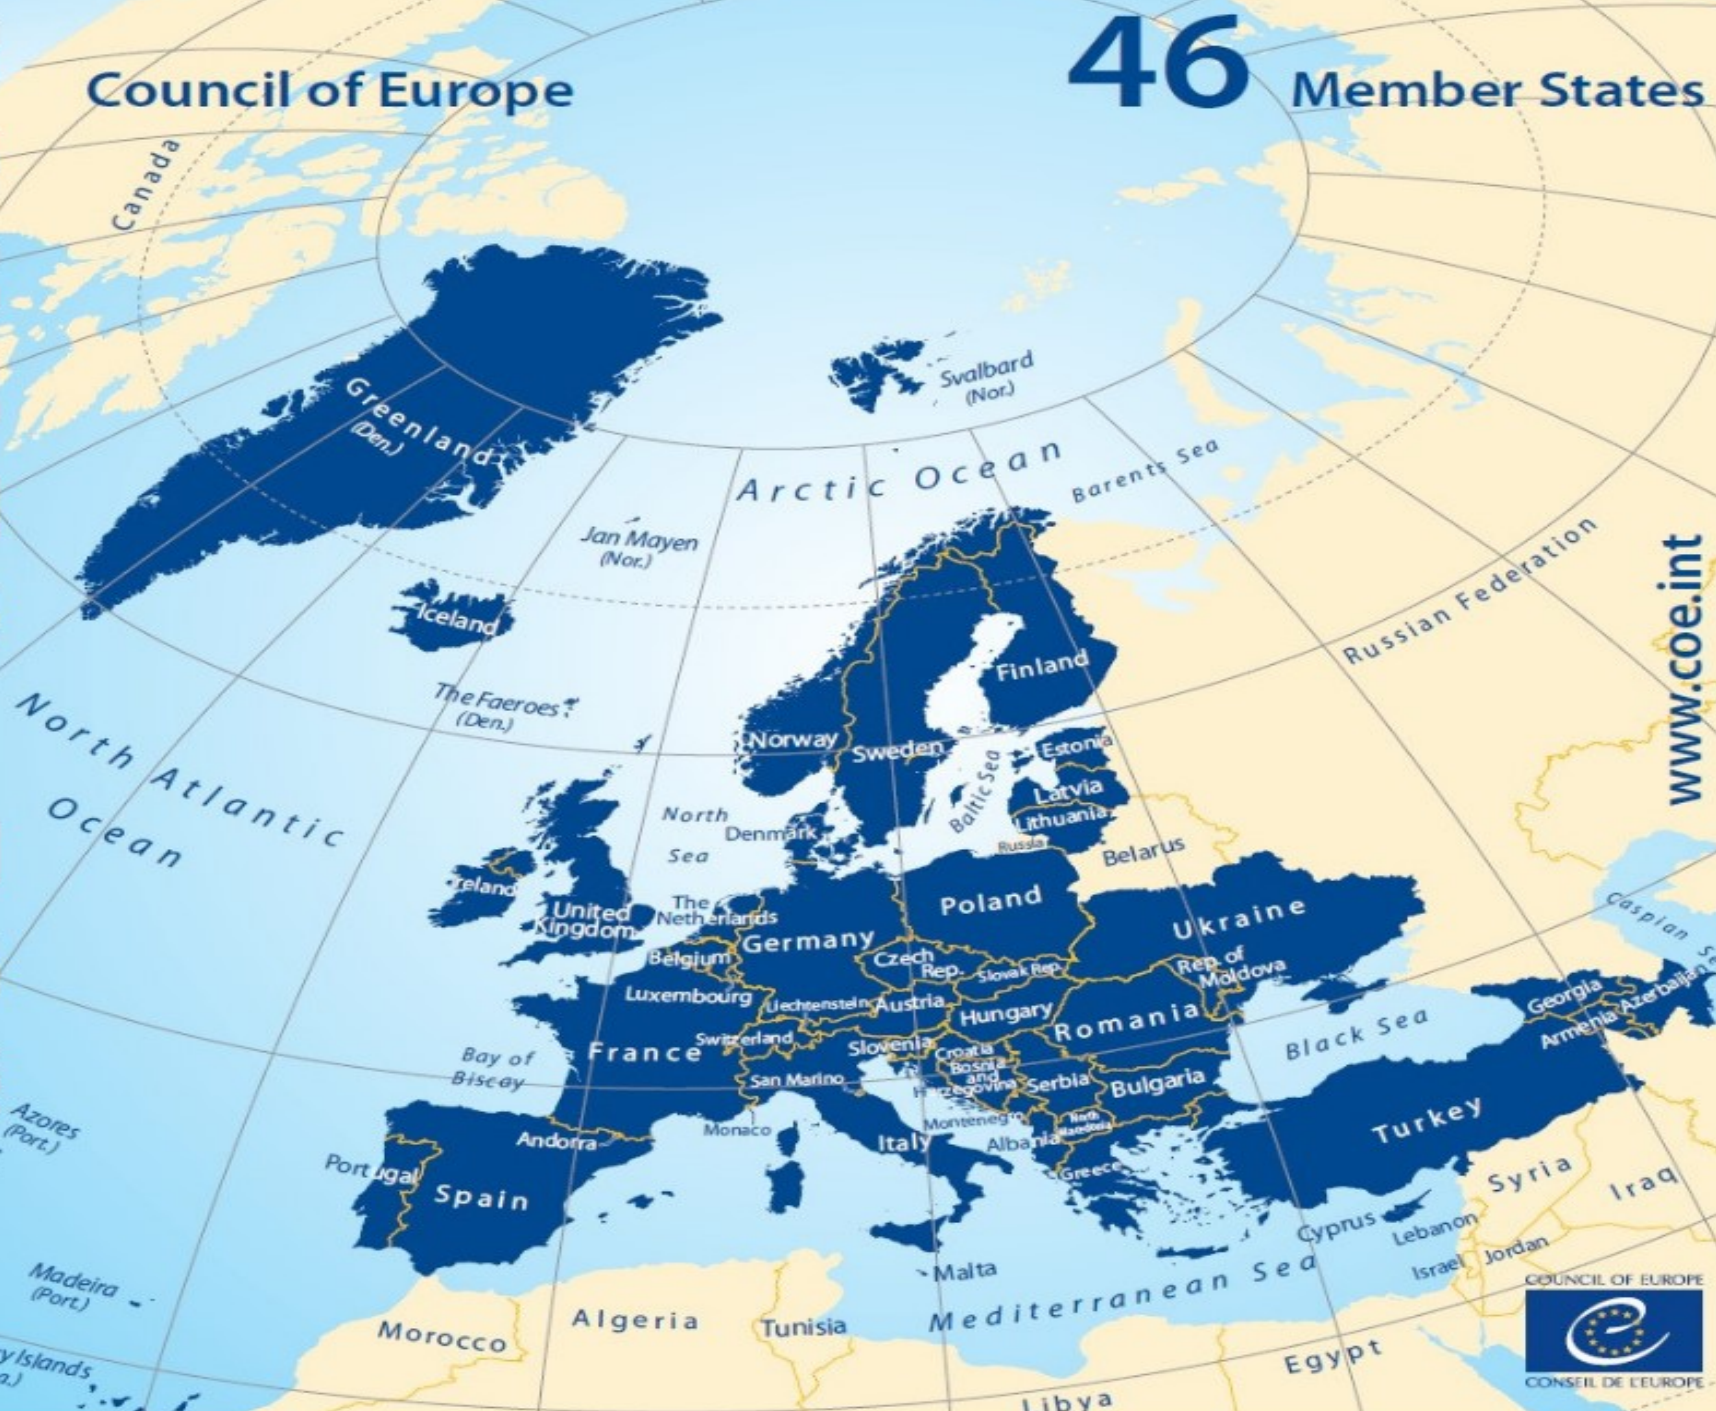 Council of Europe
46 Member States
Canada
Greenland
(Den.)
Svalbard
(Nor.)
Arctic Ocean
Barents Sea
Jan Mayen
(Nor.)
Iceland
Russian Federation
www.coe.int
The Faeroes
(Den.)
Finland
Norway
Sweden
Estonia
North Atlantic
Ocean
Baltic Sea
Latvia
Lithuania
Russia
Belarus
North
Sea
Denmark
Ireland
United
Kingdom
The
Netherlands
Poland
Ukraine
Caspian
Germany
Belgium
Czech
Rep.
Slovak Rep.
Rep. of
Moldova
Luxembourg
Liechtenstein
Austria
Hungary
Romania
Georgia
Azerbaijan
Armenia
Black Sea
Switzerland
France
Slovenia
Croatia
Bosnia
and
Herzegovina
Serbia
Bulgaria
Bay of
Biscay
San Marino
Monaco
Montenegro
North
Macedonia
Albania
Italy
Andorra
Turkey
Azores
(Port.)
Portugal
Spain
Greece
Syria
Iraq
Cyprus
Lebanon
Israel
Jordan
Malta
Mediterranean Sea
Madeira
(Port.)
Morocco
Algeria
Tunisia
Libya
Egypt
y Islands
a.)
COUNCIL OF EUROPE
CONSEIL DE L'EUROPE